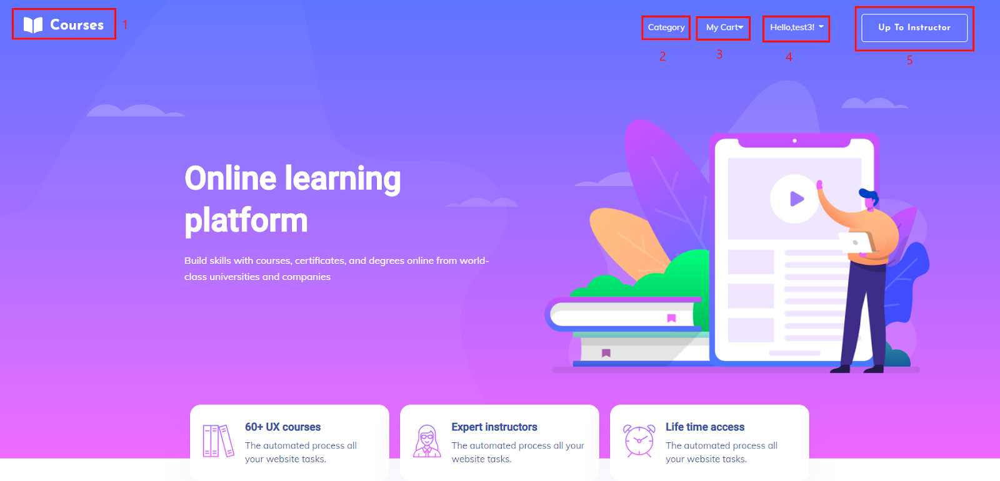 Courses 1
Category
My Cart
Hello,test3!
Up To Instructor
2
3
4
5
Online learning
platform
Build skills with courses, certificates, and degrees online from world-
class universities and companies
60+ UX courses
The automated process all
your website tasks.
Expert instructors
The automated process all your
website tasks.
Life time access
The automated process all
your website tasks.